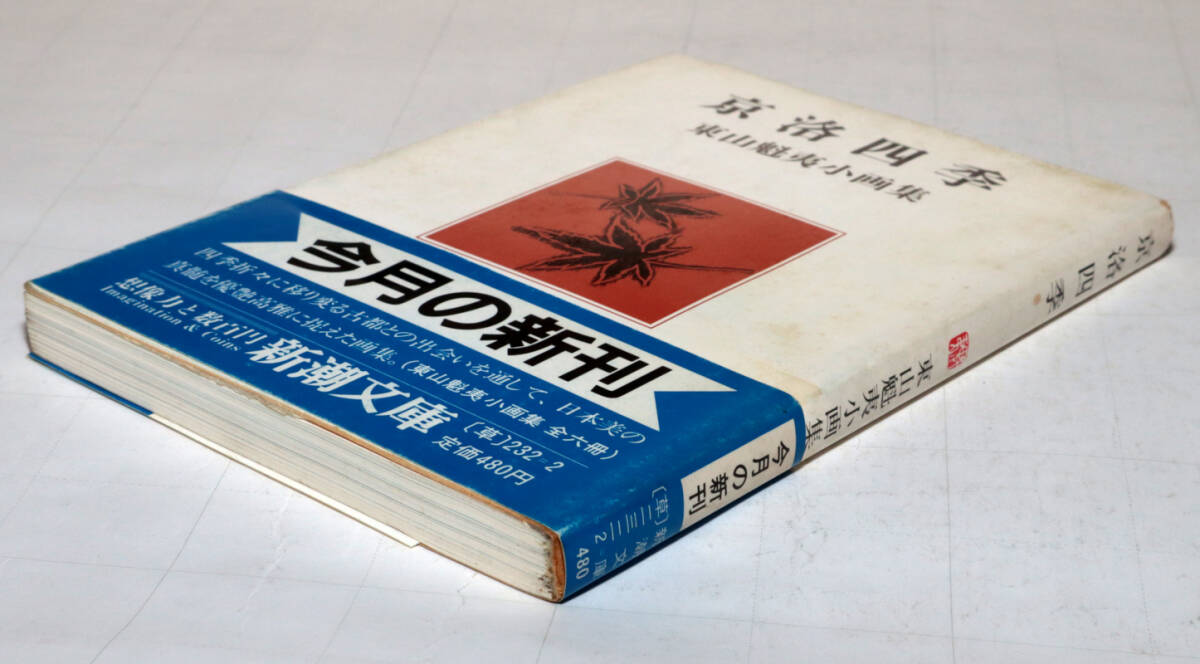 京洛四季
東山魁夷小画集
今月の新刊
四季折々に移り変る古都との出会いを通して、日本美の
真髄を優艶高雅に捉えた画集。(東山魁夷小画集 全六冊)
想像力と数百円
Imagination & Coins
新潮文庫
[草]232=2
定価480円
京洛四季
東山魁夷小画集
今月の新刊
[草]二三二=2
新潮文庫
480